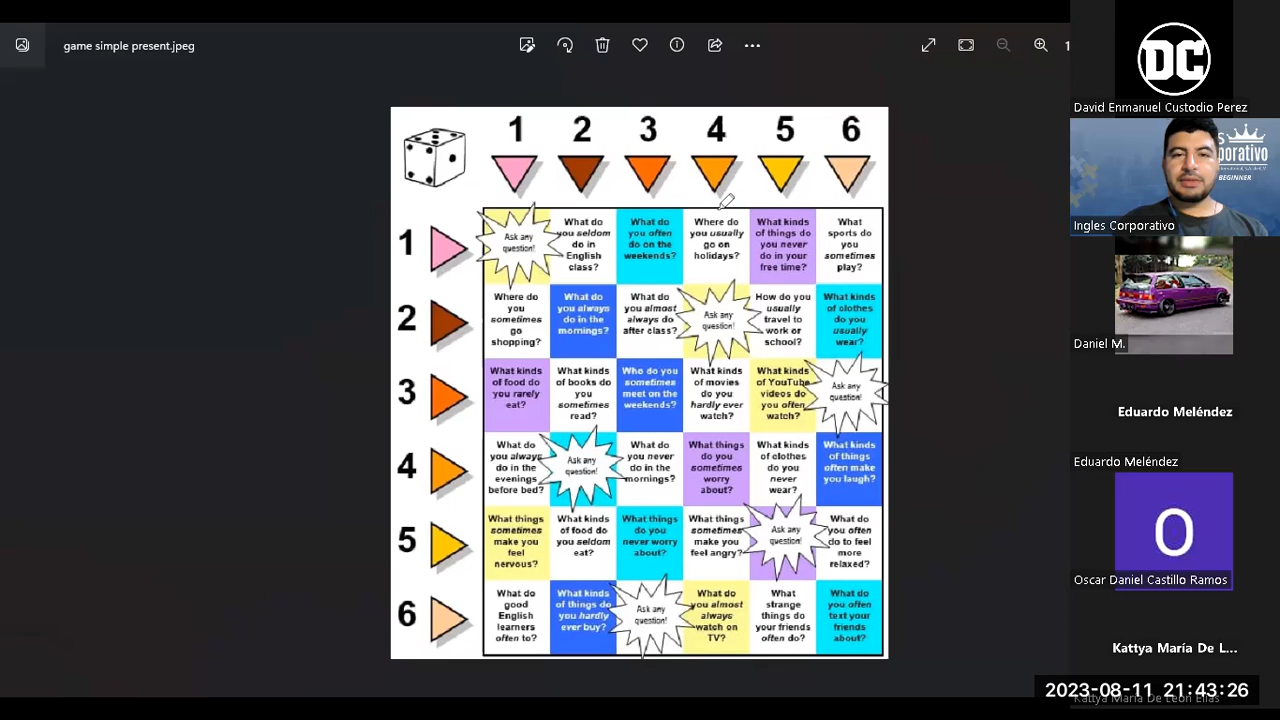 game simple present.jpeg
1
DC
David Enmanuel Custodio Perez
orporativo
BEGINNER
Ingles Corporativo
Daniel M.
Eduardo Meléndez
Eduardo Meléndez
O
Oscar Daniel Castillo Ramos
Kattya María De L...
Kattya María De León Elias
2023-08-11 21:43:26
1 2 3 4 5 6
1
Ask any
question!
What do
you seldom
do in
English
class?
What do
you often
do on the
weekends?
Where do
you usually
go on
holidays?
What kinds
of things do
you never
do in your
free time?
What
sports do
you
sometimes
play?
2
Where do
you
sometimes
go
shopping?
What do
you always
do in the
mornings?
What do
you almost
always do
after class?
Ask any
question!
How do you
usually
travel to
work or
school?
What kinds
of clothes
do you
usually
wear?
3
What kinds
of food do
you rarely
eat?
What kinds
of books do
you
sometimes
read?
Who do you
sometimes
meet on the
weekends?
What kinds
of movies
do you
hardly ever
watch?
What kinds
of YouTube
videos do
you often
watch?
Ask any
question!
4
What do
you always
do in the
evenings
before bed?
Ask any
question!
What do
you never
do in the
mornings?
What things
do you
sometimes
worry
about?
What kinds
of clothes
do you
never
wear?
What kinds
of things
often make
you laugh?
5
What things
sometimes
make you
feel
nervous?
What kinds
of food do
you seldom
eat?
What things
do you
never worry
about?
What things
sometimes
make you
feel angry?
Ask any
question!
What do
you often
do to feel
more
relaxed?
6
What do
good
English
learners
often to?
What kinds
of things do
you hardly
ever buy?
Ask any
question!
What do
you almost
always
watch on
TV?
What
strange
things do
your friends
often do?
What do
you often
text your
friends
about?